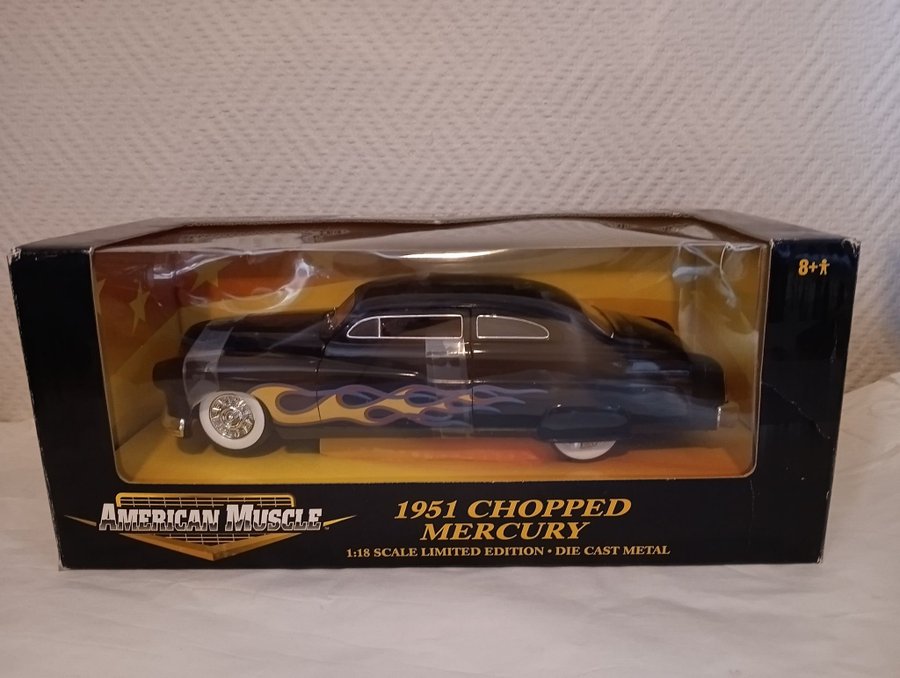 8+
AMERICAN MUSCLE
1951 CHOPPED
MERCURY
1:18 SCALE LIMITED EDITION • DIE CAST METAL